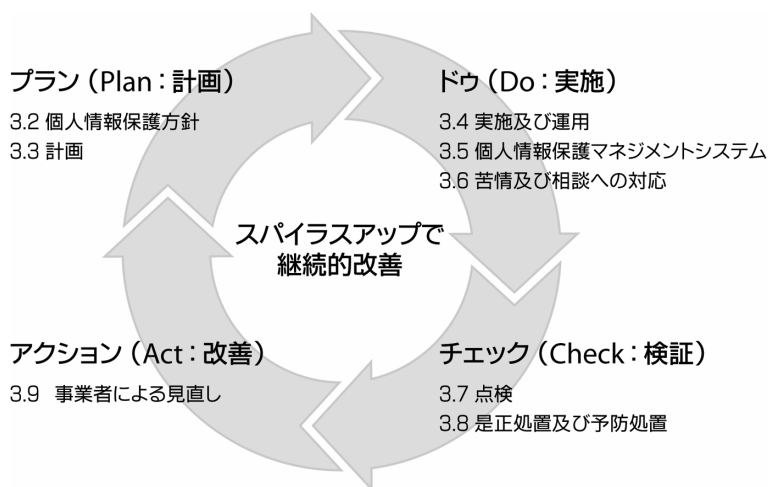 プラン（Plan：計画）
3.2 個人情報保護方針
3.3 計画
ドゥ（Do：実施）
3.4 実施及び運用
3.5 個人情報保護マネジメントシステム
3.6 苦情及び相談への対応
スパイラスアップで
継続的改善
アクション（Act：改善）
3.9 事業者による見直し
チェック（Check：検証）
3.7 点検
3.8 是正処置及び予防処置